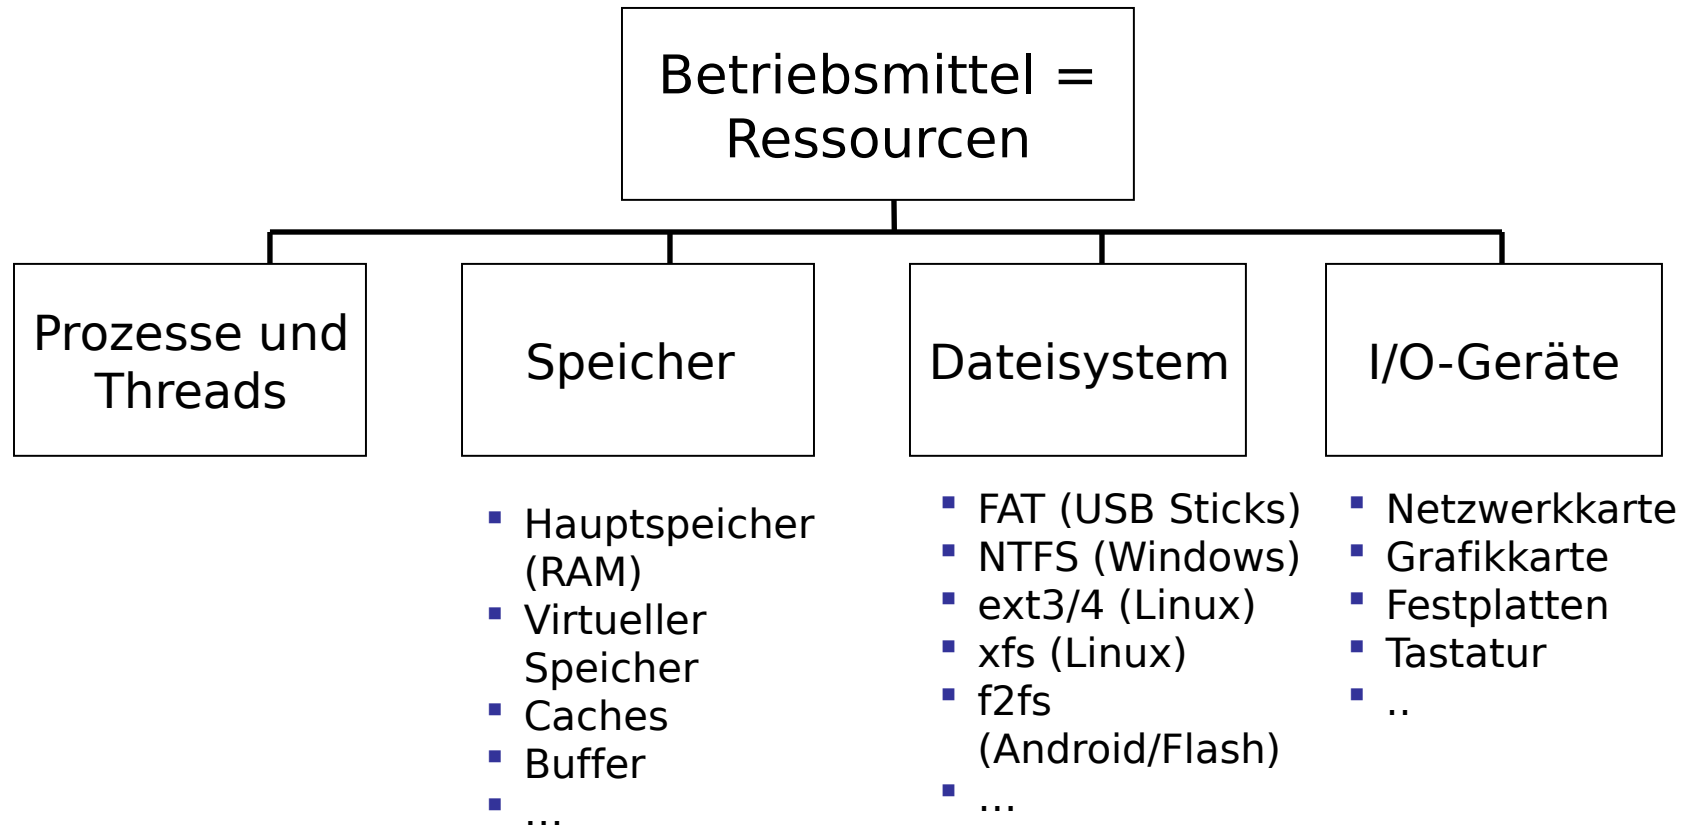 Betriebsmittel =
Ressourcen
Prozesse und
Threads
Speicher
Dateisystem
I/O-Geräte
Hauptspeicher
(RAM)
Virtueller
Speicher
Caches
Buffer
...
FAT (USB Sticks)
NTFS (Windows)
ext3/4 (Linux)
xfs (Linux)
f2fs
(Android/Flash)
...
Netzwerkkarte
Grafikkarte
Festplatten
Tastatur
..